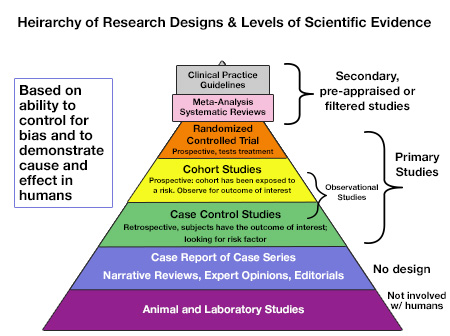 Heirarchy of Research Designs & Levels of Scientific Evidence
Based on
ability to
control for
bias and to
demonstrate
cause and
effect in
humans
Clinical Practice
Guidelines
Meta-Analysis
Systematic Reviews
Secondary,
pre-appraised or
filtered studies
Randomized
Controlled Trial
Prospective, tests treatment
Cohort Studies
Prospective: cohort has been exposed to
a risk. Observe for outcome of interest
Case Control Studies
Retrospective, subjects have the outcome of interest;
looking for risk factor
Observational
Studies
Primary
Studies
Case Report of Case Series
Narrative Reviews, Expert Opinions, Editorials
No design
Animal and Laboratory Studies
Not involved
w/ humans